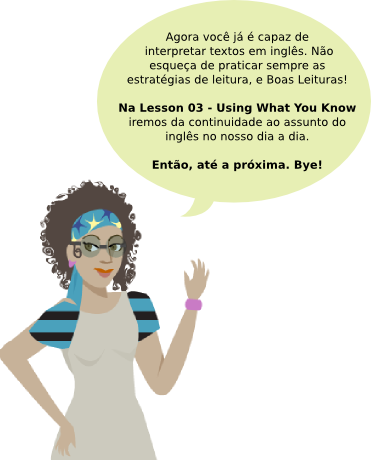 Agora você já é capaz de
interpretar textos em inglês. Não
esqueça de praticar sempre as
estratégias de leitura, e Boas Leituras!
Na Lesson 03 - Using What You Know
iremos da continuidade ao assunto do
inglês no nosso dia a dia.
Então, até a próxima. Bye!